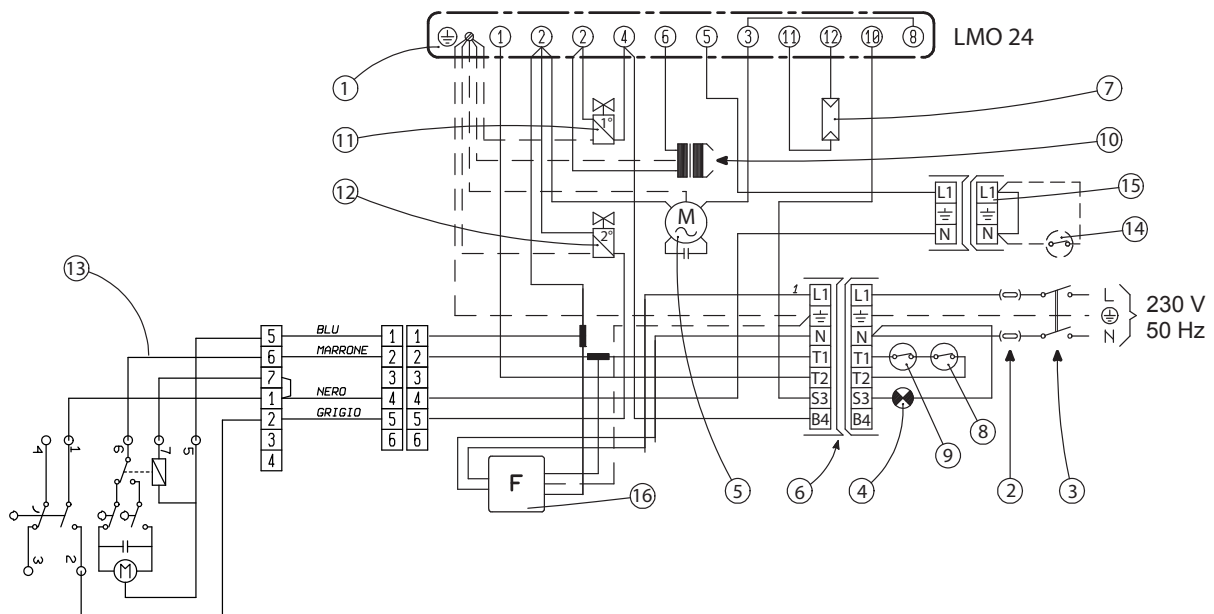 1 2 2 4 6 5 3 11 12 10 8
LMO 24
1
7
11
1°
10
12
M
2°
L1
N
L1
N
15
14
13
1 L1
N
T1
T2
S3
B4
L1
N
T1
T2
S3
B4
L
N
230 V
50 Hz
5 BLU 1 1
6 MARRONE 2 2
7 3 3
1 NERO 4 4
2 GRIGIO 5 5
3 6 6
4
4 1 6 7 5
3 2
M
F
16
5
6
4
9
8
2
3